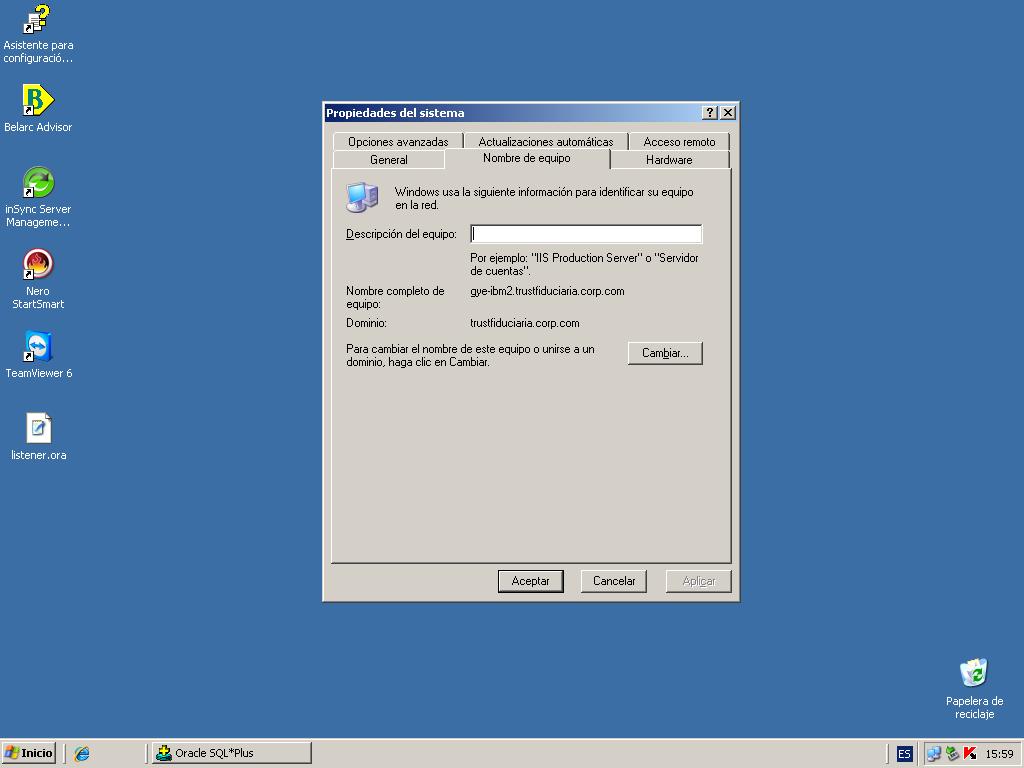 Asistente para
configuració...
Belarc Advisor
inSync Server
Manageme...
Nero
StartSmart
TeamViewer 6
listener.ora
Propiedades del sistema
Opciones avanzadas
Actualizaciones automáticas
Acceso remoto
General
Nombre de equipo
Hardware
Windows usa la siguiente información para identificar su equipo
en la red.
Descripción del equipo:
Por ejemplo: "IIS Production Server" o "Servidor
de cuentas".
Nombre completo de
equipo:
gye-ibm2.trustfiduciaria.corp.com
Dominio:
trustfiduciaria.corp.com
Para cambiar el nombre de este equipo o unirse a un
dominio, haga clic en Cambiar.
Cambiar...
Aceptar
Cancelar
Aplicar
Papelera de
reciclaje
Inicio
Oracle SQL*Plus
ES
15:59